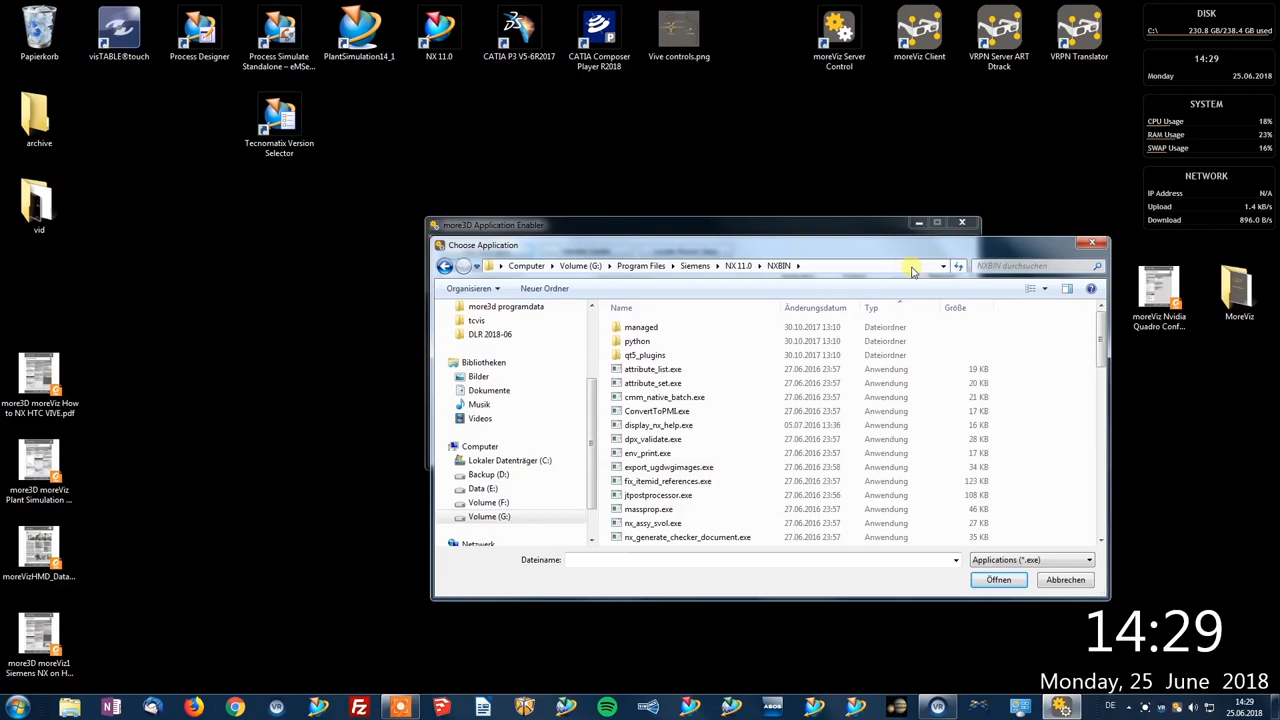 Papierkorb
visTABLE®touch
Process Designer
Process Simulate
Standalone – eMSe...
PlantSimulation14_1
NX 11.0
CATIA P3 V5-6R2017
CATIA Composer
Player R2018
Vive controls.png
moreViz Server
Control
moreViz Client
VRPN Server ART
Dtrack
VRPN Translator
DISK
C:\ 230.8 GB/238.4 GB used
14:29
Monday 25.06.2018
SYSTEM
CPU Usage 18%
RAM Usage 23%
SWAP Usage 16%
NETWORK
IP Address N/A
Upload 1.4 kB/s
Download 896.0 B/s
archive
Tecnomatix Version
Selector
vid
more3D Application Enabler
Choose Application
Computer Volume (G:) Program Files Siemens NX 11.0 NXBIN
NXBIN durchsuchen
Organisieren Neuer Ordner
more3d programdata
tcvis
DLR 2018-06
Bibliotheken
Bilder
Dokumente
Musik
Videos
Computer
Lokaler Datenträger (C:)
Backup (D:)
Data (E:)
Volume (F:)
Volume (G:)
Netzwerk
Name Änderungsdatum Typ Größe
managed 30.10.2017 13:10 Dateiordner
python 30.10.2017 13:10 Dateiordner
qt5_plugins 30.10.2017 13:10 Dateiordner
attribute_list.exe 27.06.2016 23:57 Anwendung 19 KB
attribute_set.exe 27.06.2016 23:57 Anwendung 20 KB
cmm_native_batch.exe 27.06.2016 23:57 Anwendung 21 KB
ConvertToPMI.exe 27.06.2016 23:57 Anwendung 17 KB
display_nx_help.exe 05.07.2016 13:36 Anwendung 16 KB
dpx_validate.exe 27.06.2016 23:57 Anwendung 28 KB
env_print.exe 27.06.2016 23:57 Anwendung 17 KB
export_ugdwgimages.exe 27.06.2016 23:58 Anwendung 34 KB
fix_itemid_references.exe 27.06.2016 23:57 Anwendung 123 KB
jtpostprocessor.exe 27.06.2016 23:56 Anwendung 108 KB
massprop.exe 27.06.2016 23:57 Anwendung 46 KB
nx_assy_svol.exe 27.06.2016 23:57 Anwendung 27 KB
nx_generate_checker_document.exe 27.06.2016 23:57 Anwendung 35 KB
Dateiname: Applications (*.exe)
Öffnen Abbrechen
moreViz Nvidia
Quadro Conf...
MoreViz
more3D moreViz How
to NX HTC VIVE.pdf
more3D moreViz
Plant Simulation ...
moreVizHMD_Data...
more3D moreViz1
Siemens NX on H...
14:29
Monday, 25 June 2018
DE
14:29
25.06.2018